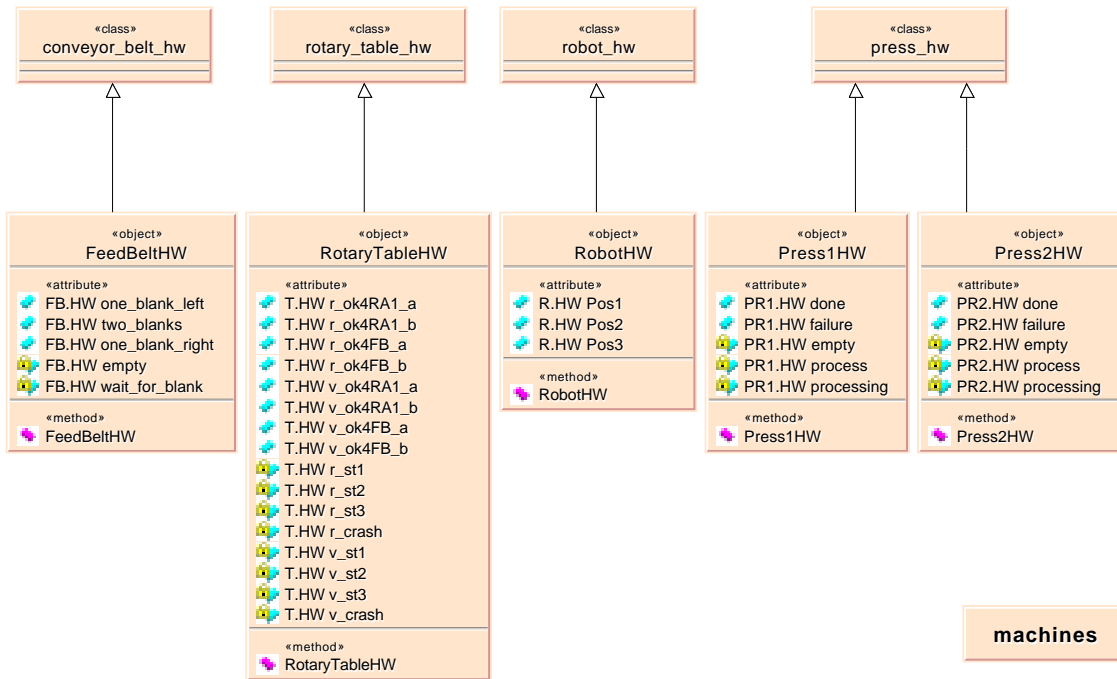 «class»
conveyor_belt_hw
«class»
rotary_table_hw
«class»
robot_hw
«class»
press_hw
«object»
FeedBeltHW
«attribute»
FB.HW one_blank_left
FB.HW two_blanks
FB.HW one_blank_right
FB.HW empty
FB.HW wait_for_blank
«method»
FeedBeltHW
«object»
RotaryTableHW
«attribute»
T.HW r_ok4RA1_a
T.HW r_ok4RA1_b
T.HW r_ok4FB_a
T.HW r_ok4FB_b
T.HW v_ok4RA1_a
T.HW v_ok4RA1_b
T.HW v_ok4FB_a
T.HW v_ok4FB_b
T.HW r_st1
T.HW r_st2
T.HW r_st3
T.HW r_crash
T.HW v_st1
T.HW v_st2
T.HW v_st3
T.HW v_crash
«method»
RotaryTableHW
«object»
RobotHW
«attribute»
R.HW Pos1
R.HW Pos2
R.HW Pos3
«method»
RobotHW
«object»
Press1HW
«attribute»
PR1.HW done
PR1.HW failure
PR1.HW empty
PR1.HW process
PR1.HW processing
«method»
Press1HW
«object»
Press2HW
«attribute»
PR2.HW done
PR2.HW failure
PR2.HW empty
PR2.HW process
PR2.HW processing
«method»
Press2HW
machines